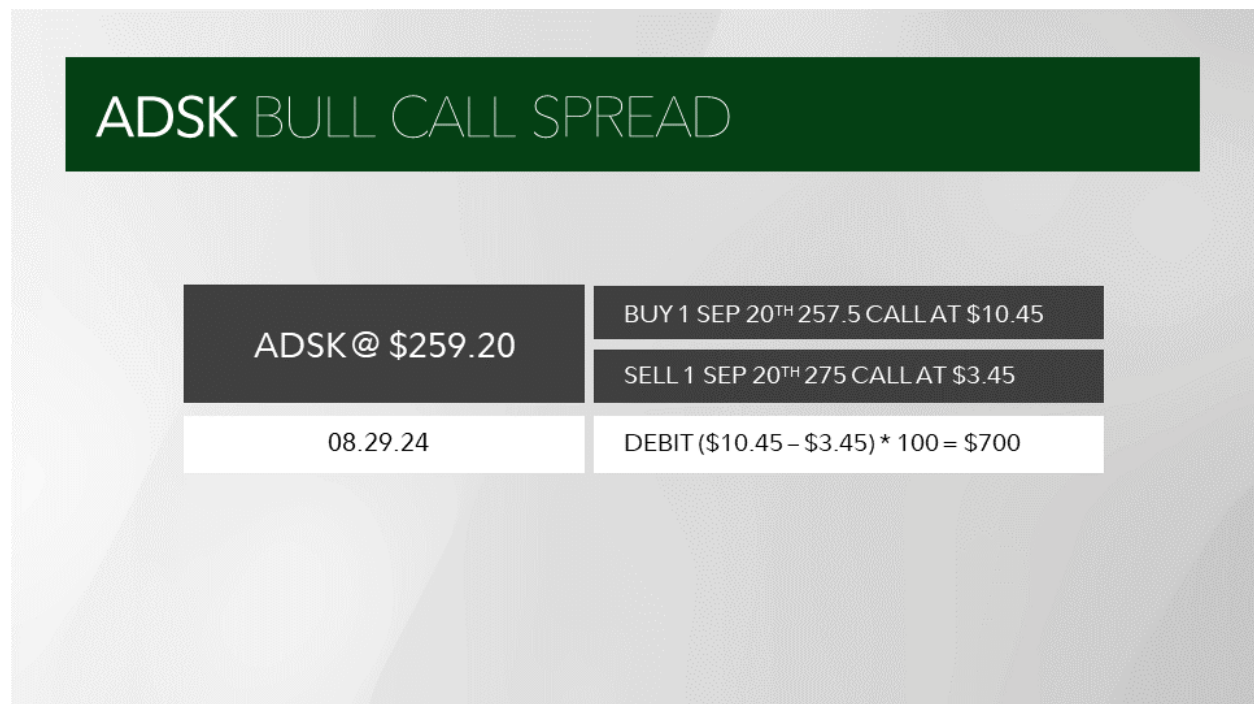 ADSK BULL CALL SPREAD
ADSK @ $259.20
BUY 1 SEP 20TH 257.5 CALL AT $10.45
SELL 1 SEP 20TH 275 CALL AT $3.45
08.29.24
DEBIT ($10.45 – $3.45) * 100 = $700